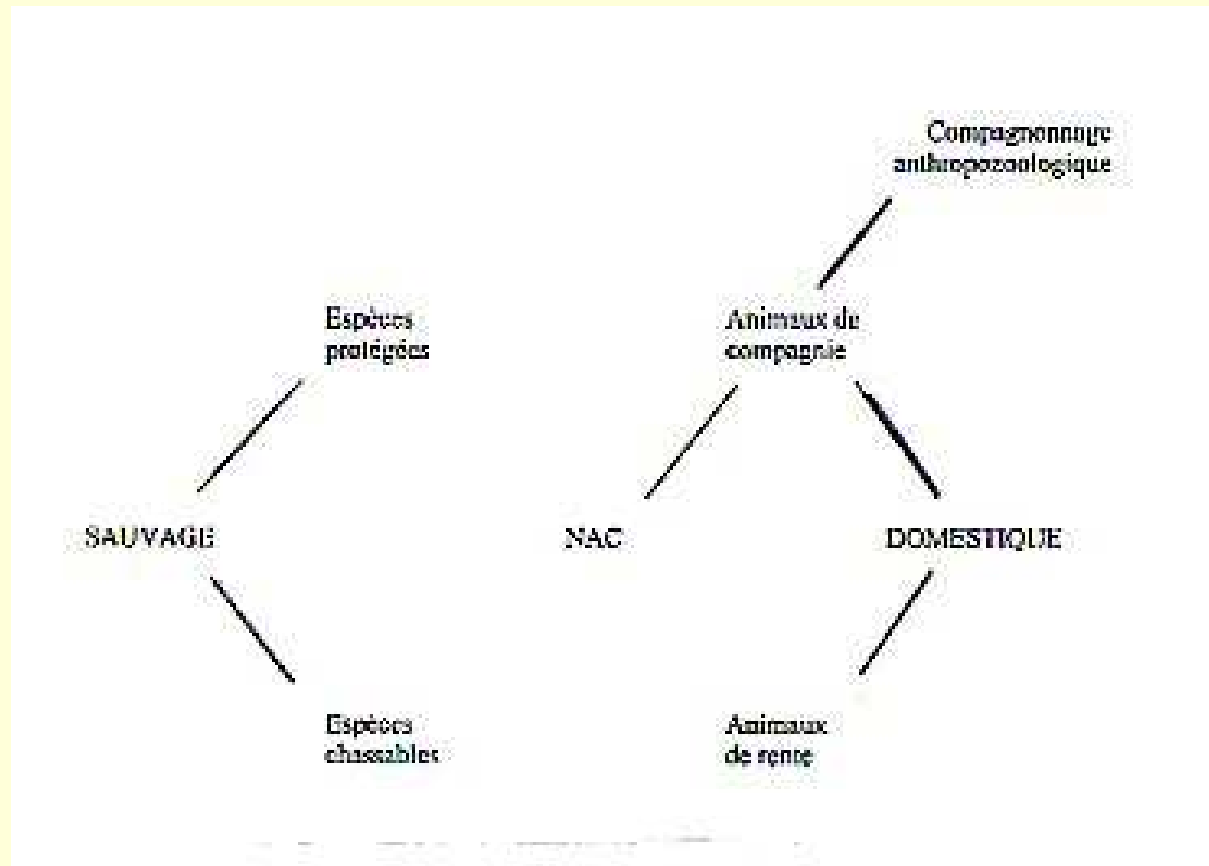 Compagnonnage
anthropozoologique
Espèces
protégées
Animaux de
compagnie
SAUVAGE
NAC
DOMESTIQUE
Espèces
chassables
Animaux
de rente